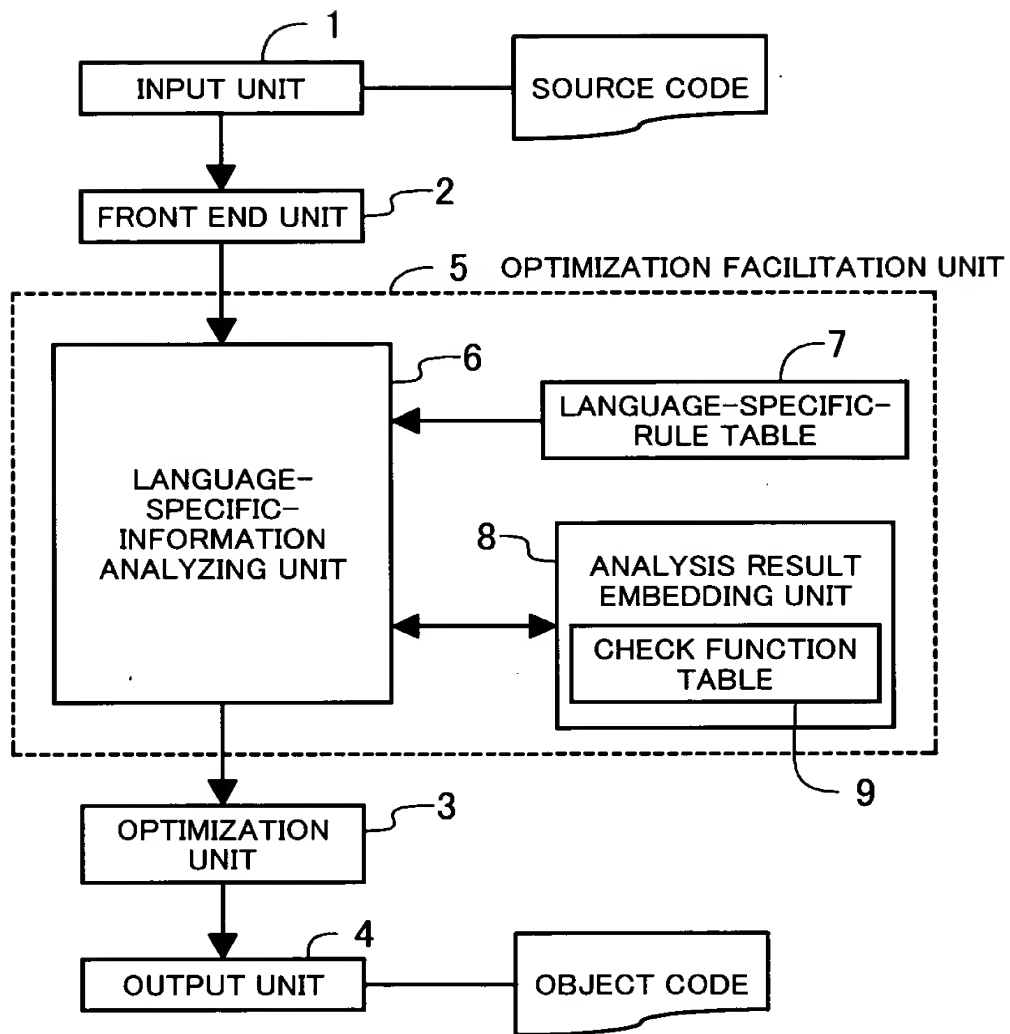 1
INPUT UNIT
SOURCE CODE
2
FRONT END UNIT
5
OPTIMIZATION FACILITATION UNIT
6
LANGUAGE-
SPECIFIC-
INFORMATION
ANALYZING UNIT
7
LANGUAGE-SPECIFIC-
RULE TABLE
8
ANALYSIS RESULT
EMBEDDING UNIT
CHECK FUNCTION
TABLE
9
3
OPTIMIZATION
UNIT
4
OUTPUT UNIT
OBJECT CODE